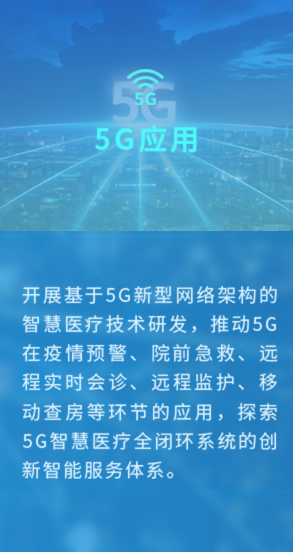 5G
5G应用
开展基于5G新型网络架构的
智慧医疗技术研发，推动5G
在疫情预警、院前急救、远
程实时会诊、远程监护、移
动查房等环节的应用，探索
5G智慧医疗全闭环系统的创
新智能服务体系。